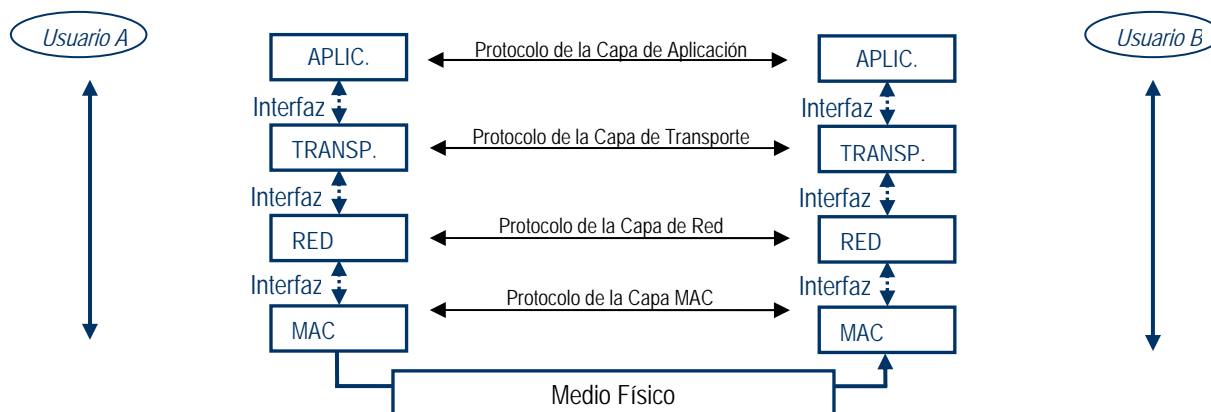 Usuario A
Usuario B
APLIC.
Protocolo de la Capa de Aplicación
APLIC.
Interfaz
Interfaz
TRANSP.
Protocolo de la Capa de Transporte
TRANSP.
Interfaz
Interfaz
RED
Protocolo de la Capa de Red
RED
Interfaz
Interfaz
MAC
Protocolo de la Capa MAC
MAC
Medio Físico